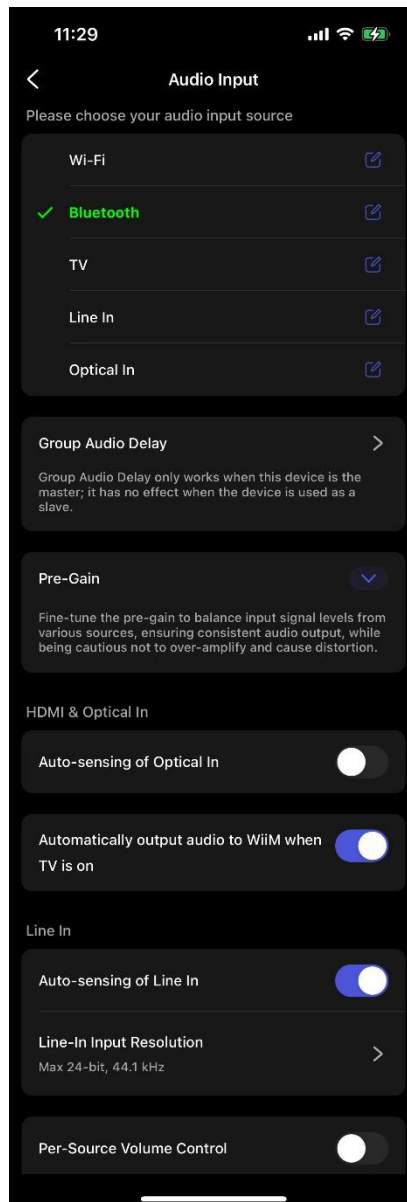 11:29
Audio Input
Please choose your audio input source
Wi-Fi
Bluetooth
TV
Line In
Optical In
Group Audio Delay
Group Audio Delay only works when this device is the
master; it has no effect when the device is used as a
slave.
Pre-Gain
Fine-tune the pre-gain to balance input signal levels from
various sources, ensuring consistent audio output, while
being cautious not to over-amplify and cause distortion.
HDMI & Optical In
Auto-sensing of Optical In
Automatically output audio to WiiM when
TV is on
Line In
Auto-sensing of Line In
Line-In Input Resolution
Max 24-bit, 44.1 kHz
Per-Source Volume Control